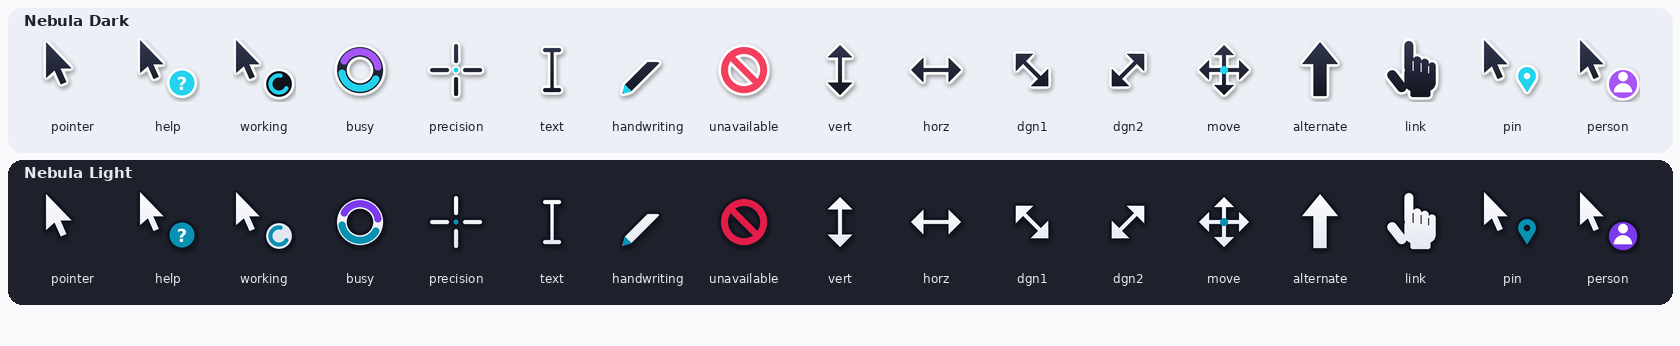 Nebula Dark
?
pointer help working busy precision text handwriting unavailable vert horz dgn1 dgn2 move alternate link pin person
Nebula Light
?
pointer help working busy precision text handwriting unavailable vert horz dgn1 dgn2 move alternate link pin person